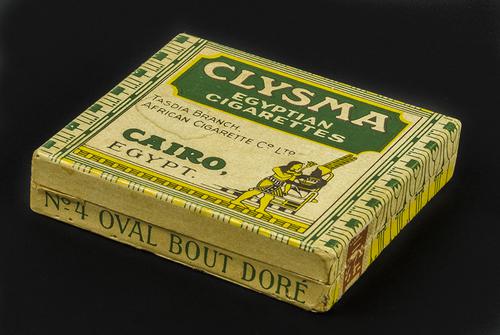 CLYSMA
EGYPTIAN
CIGARETTES
TASDIA BRANCH,
AFRICAN CIGARETTE Cº LTD
CAIRO,
EGYPT.
Nº4 OVAL BOUT DORÉ